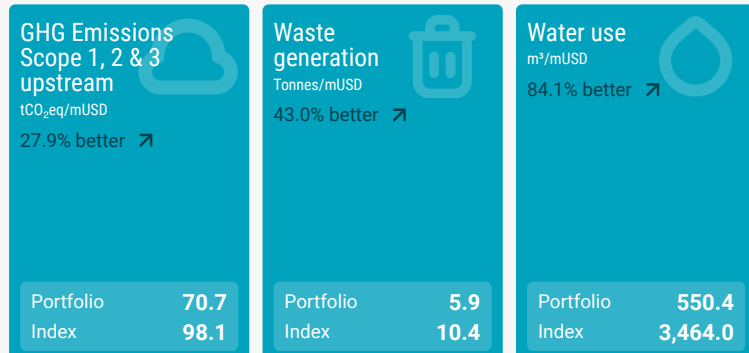 GHG Emissions
Scope 1, 2 & 3
upstream
tCO₂eq/mUSD
27.9% better
Portfolio 70.7
Index 98.1
Waste
generation
Tonnes/mUSD
43.0% better
Portfolio 5.9
Index 10.4
Water use
m³/mUSD
84.1% better
Portfolio 550.4
Index 3,464.0